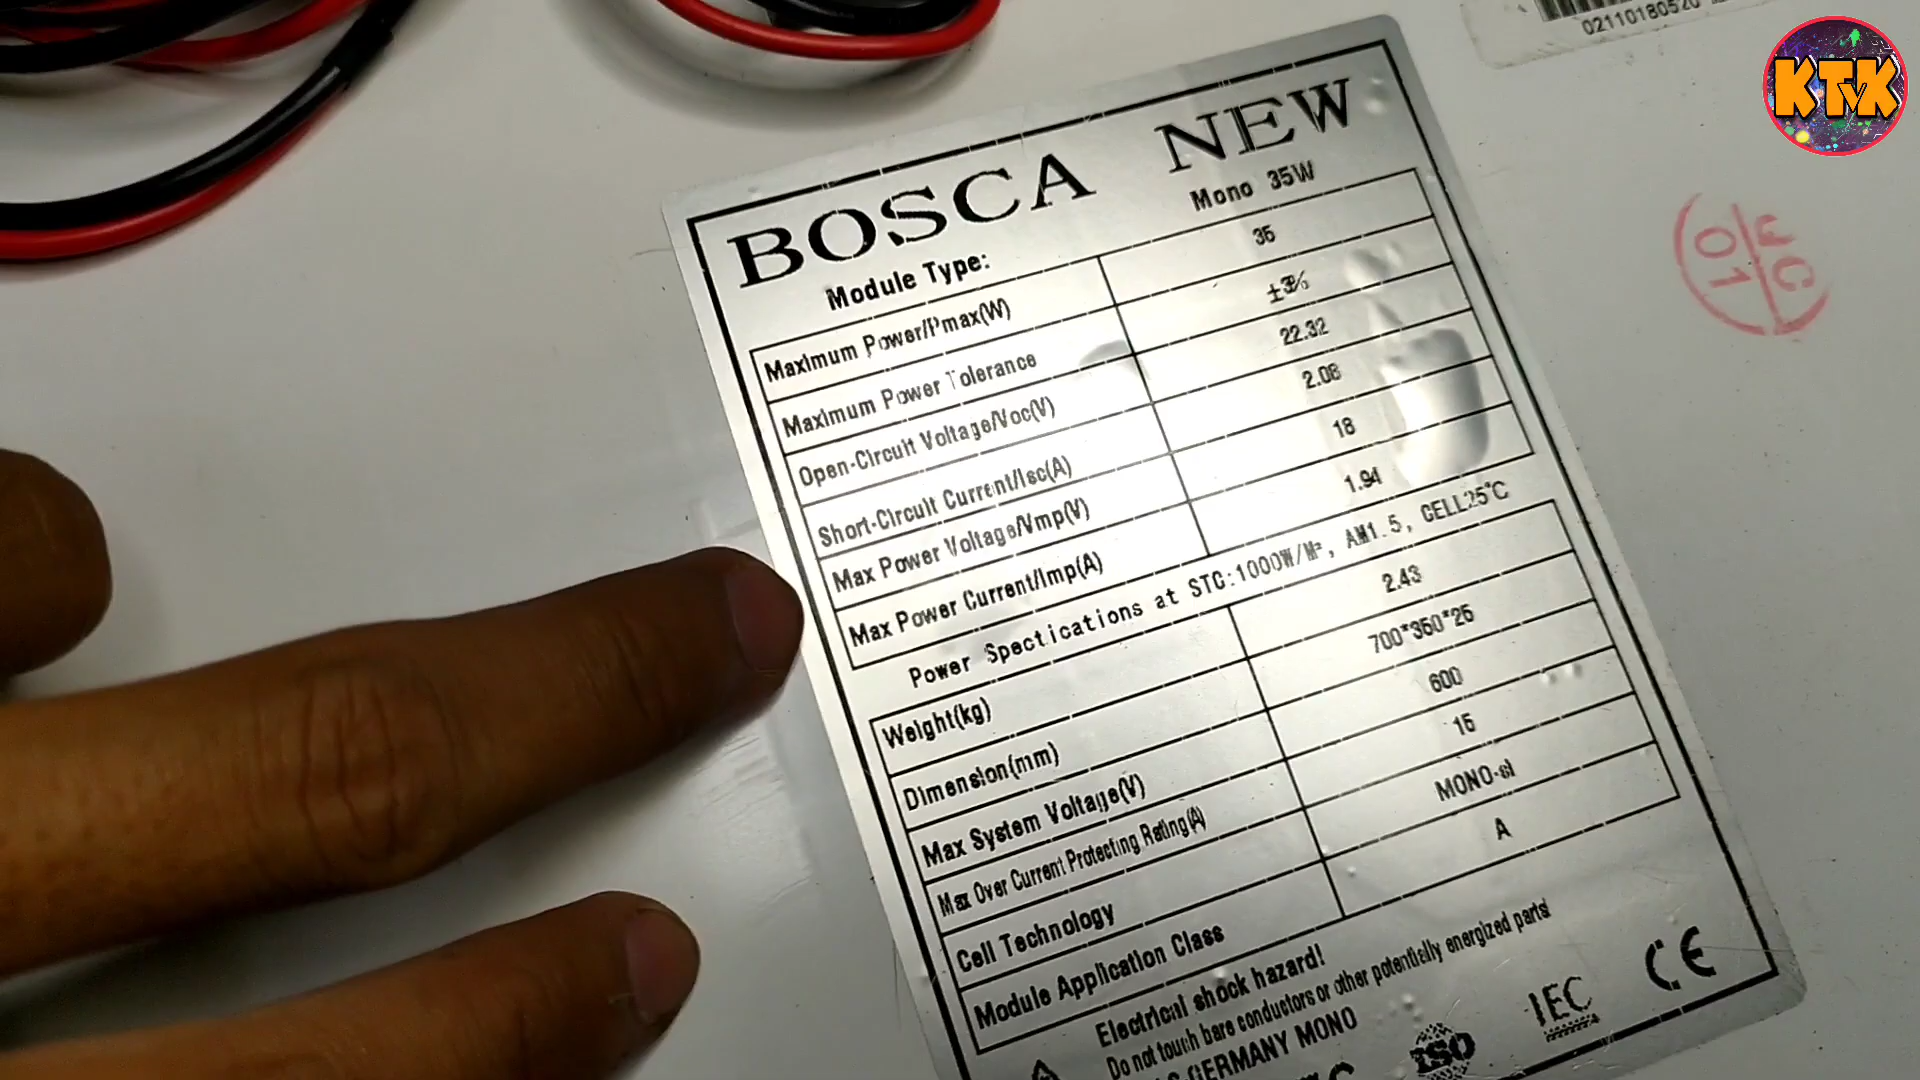 02110180520
KTK
TV
BOSCA NEW
Module Type: Mono 35W
Maximum Power/Pmax(W) 35
Maximum Power Tolerance ±3%
Open-Circuit Voltage/Voc(V) 22.32
Short-Circuit Current/Isc(A) 2.08
Max Power Voltage/Vmp(V) 18
Max Power Current/Imp(A) 1.94
Power Spectications at STC:1000W/M², AM1.5, CELL25℃
Weight(kg) 2.43
Dimension(mm) 700*350*25
Max System Voltage(V) 600
Max Over Current Protecting Rating(A) 15
Cell Technology MONO-si
Module Application Class A
Electrical shock hazard!
Do not touch bare conductors or other potentially energized parts!
GERMANY MONO
ISO
IEC
CE
01